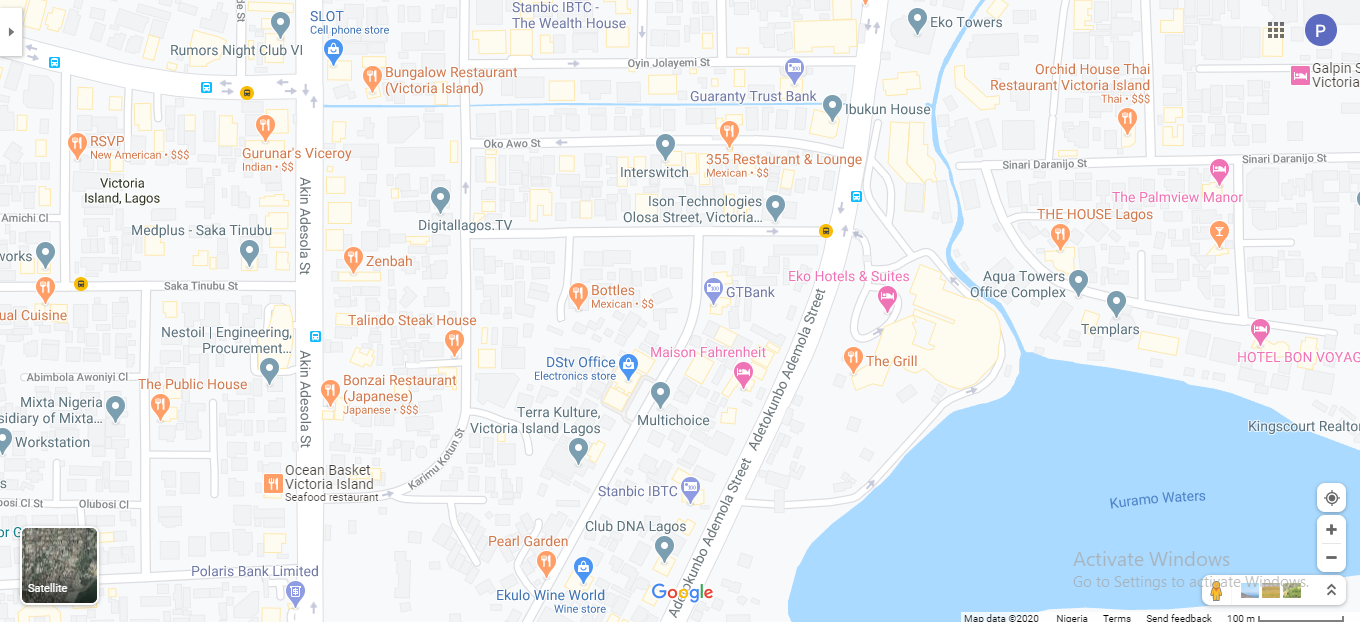 Stanbic IBTC -
The Wealth House
SLOT
Cell phone store
Eko Towers
P
Rumors Night Club VI
Oyin Jolayemi St
Bungalow Restaurant
(Victoria Island)
Guaranty Trust Bank
Orchid House Thai
Restaurant Victoria Island
Thai • $$$
Galpin S
Victoria
Ibukun House
RSVP
New American • $$$
Gurunar's Viceroy
Indian • $$
Oko Awo St
355 Restaurant & Lounge
Mexican • $$
Interswitch
Sinari Daranijo St
Sinari Daranijo St
Victoria
Island, Lagos
Akin Adesola St
The Palmview Manor
Ison Technologies
Olosa Street, Victoria...
THE HOUSE Lagos
Amichi Cl
Medplus - Saka Tinubu
Digitallagos.TV
works
Zenbah
Saka Tinubu St
Eko Hotels & Suites
Aqua Towers
Office Complex
Bottles
Mexican • $$
GTBank
ual Cuisine
Talindo Steak House
Templars
Nestoil | Engineering,
Procurement...
Adetokunbo Ademola Street
HOTEL BON VOYAG
Maison Fahrenheit
DStv Office
Electronics store
The Grill
Abimbola Awoniyi Cl
The Public House
Bonzai Restaurant
(Japanese)
Japanese • $$$
Akin Adesola St
Mixta Nigeria
sidiary of Mixta...
Terra Kulture,
Victoria Island Lagos
Multichoice
Kingscourt Realtor
Workstation
Karimu Kotun St
Ocean Basket
Victoria Island
Seafood restaurant
Stanbic IBTC
Adetokunbo Ademola Street
Kuramo Waters
s
bosi Cl St
Olubosi Cl
Club DNA Lagos
or G
Pearl Garden
Activate Windows
Go to Settings to activate Windows.
Polaris Bank Limited
Satellite
Ekulo Wine World
Wine store
Google
Map data ©2020
Nigeria
Terms
Send feedback
100 m